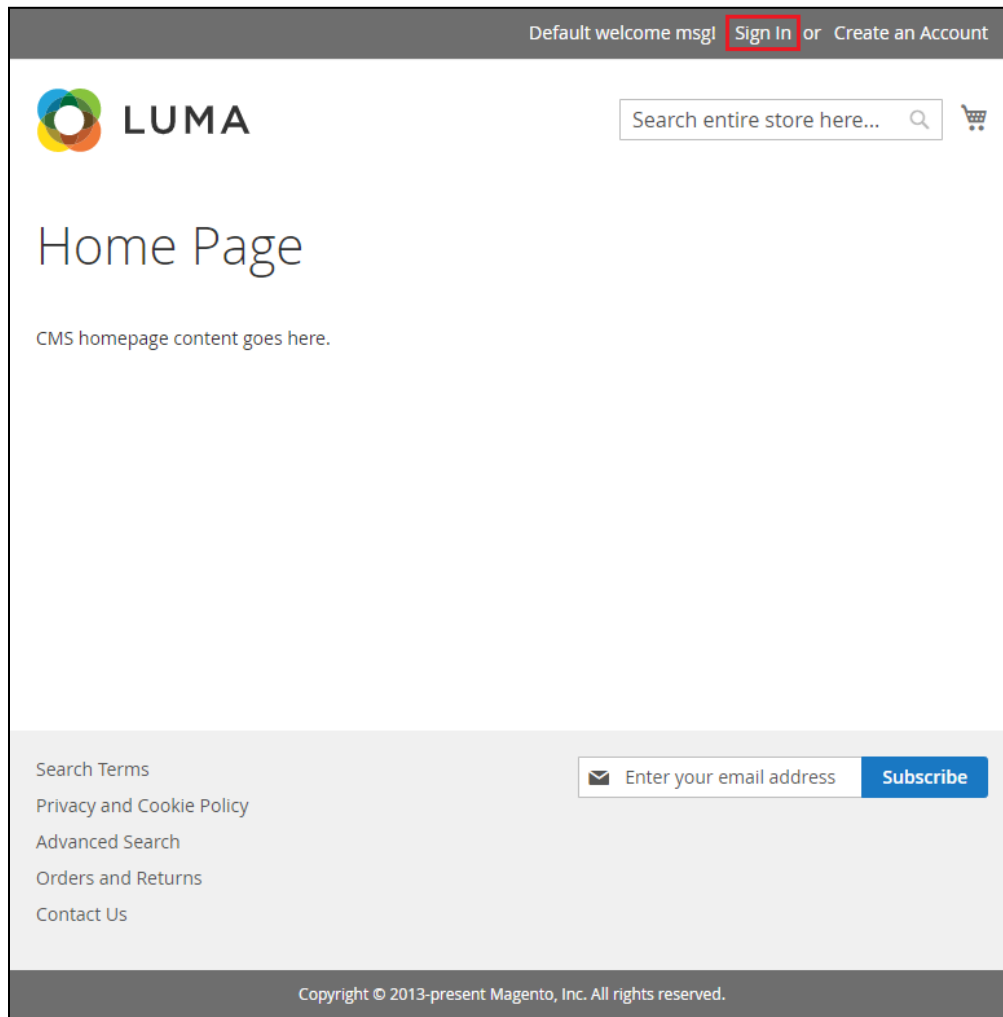 Default welcome msg! Sign In or Create an Account
LUMA
Search entire store here...
Home Page
CMS homepage content goes here.
Search Terms
Privacy and Cookie Policy
Advanced Search
Orders and Returns
Contact Us
Enter your email address
Subscribe
Copyright © 2013-present Magento, Inc. All rights reserved.